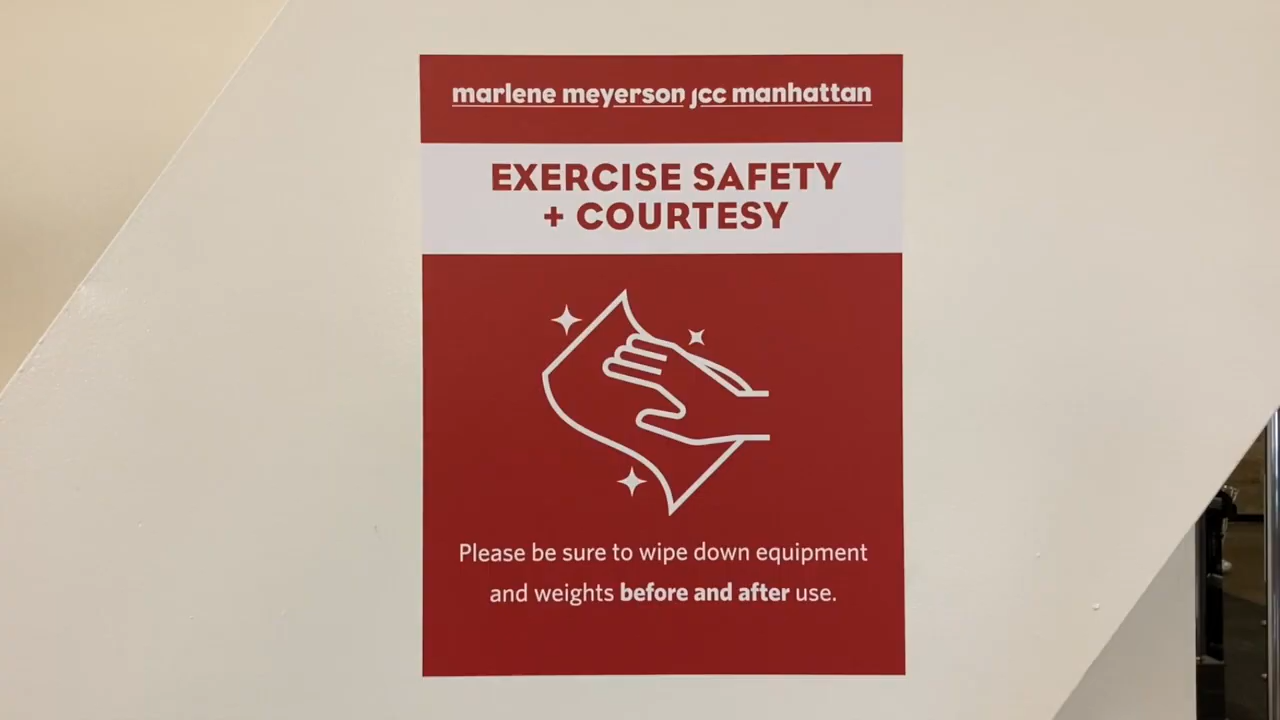 marlene meyerson jcc manhattan
EXERCISE SAFETY
+ COURTESY
Please be sure to wipe down equipment
and weights before and after use.